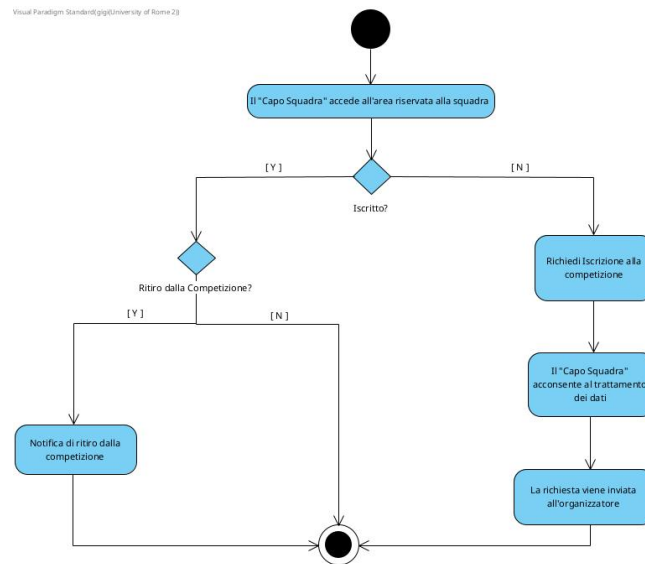 Visual Paradigm Standard(gigi(University of Rome 2))
Il "Capo Squadra" accede all'area riservata alla squadra
[ Y ]
[ N ]
Iscritto?
Richiedi Iscrizione alla
competizione
Ritiro dalla Competizione?
[ Y ]
[ N ]
Il "Capo Squadra"
acconsente al trattamento
dei dati
Notifica di ritiro dalla
competizione
La richiesta viene inviata
all'organizzatore